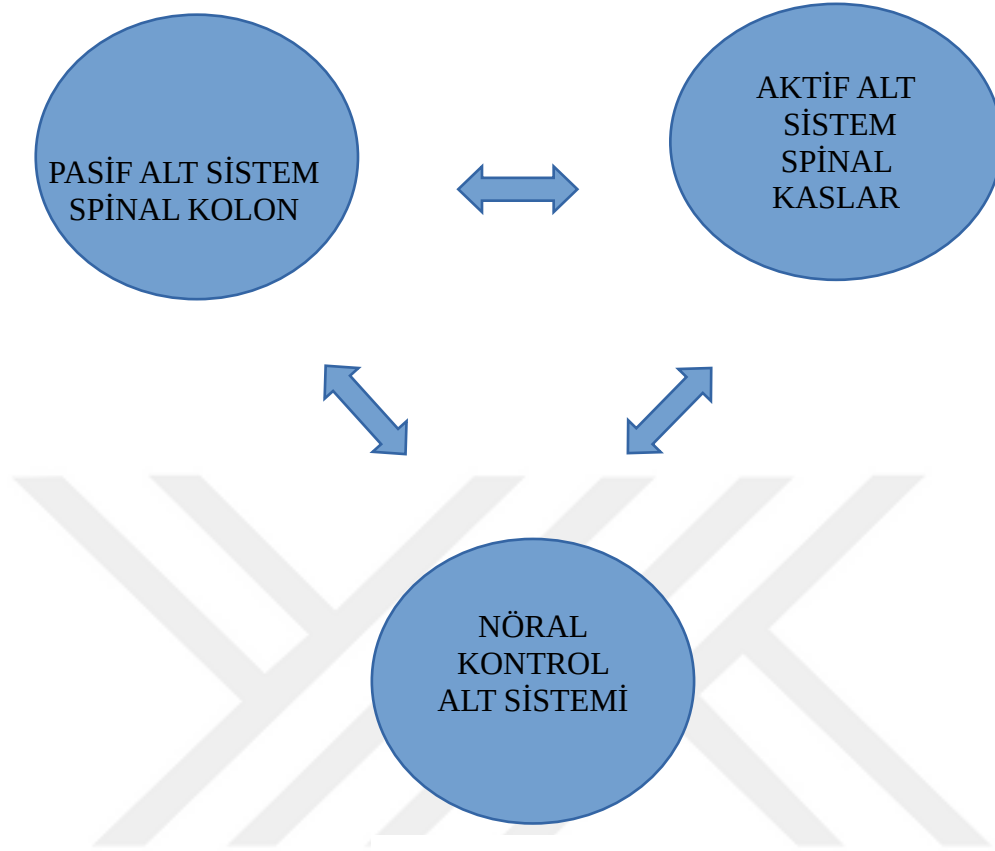 PASİF ALT SİSTEM
SPİNAL KOLON
AKTİF ALT
SİSTEM
SPİNAL
KASLAR
NÖRAL
KONTROL
ALT SİSTEMİ